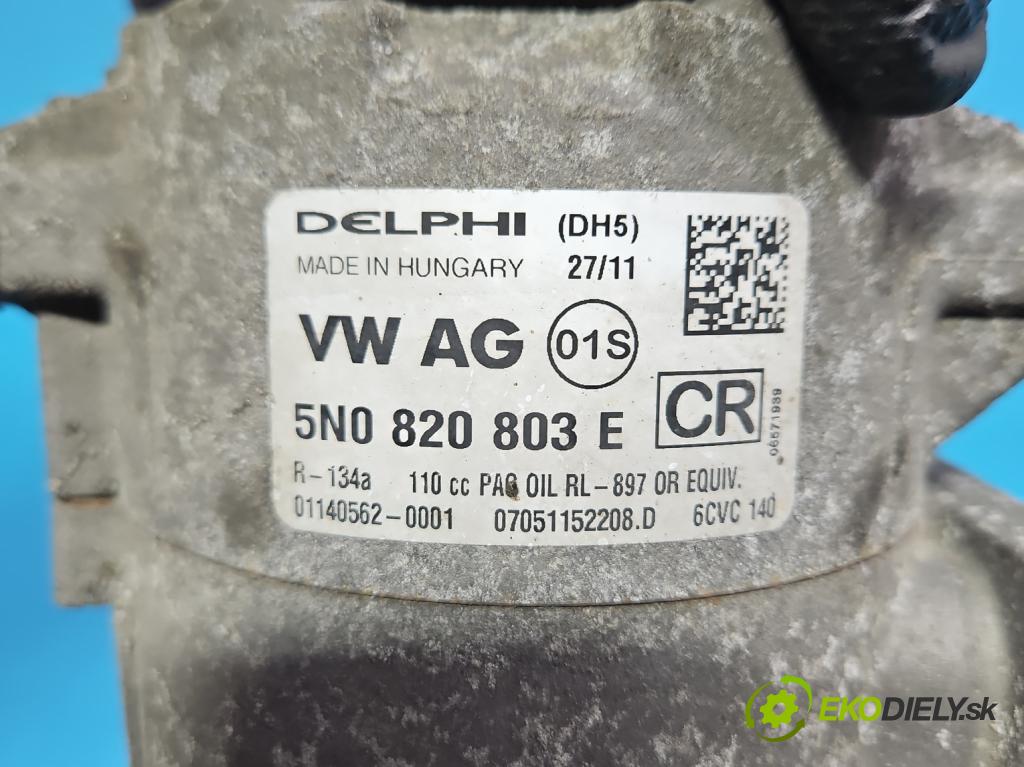 DELPHI (DH5)
MADE IN HUNGARY 27/11
VW AG 01S
5N0 820 803 E CR
06571989
R-134a 110 cc PAG OIL RL-897 OR EQUIV.
01140562-0001 07051152208.D 6CVC 140
EKODIELY.sk